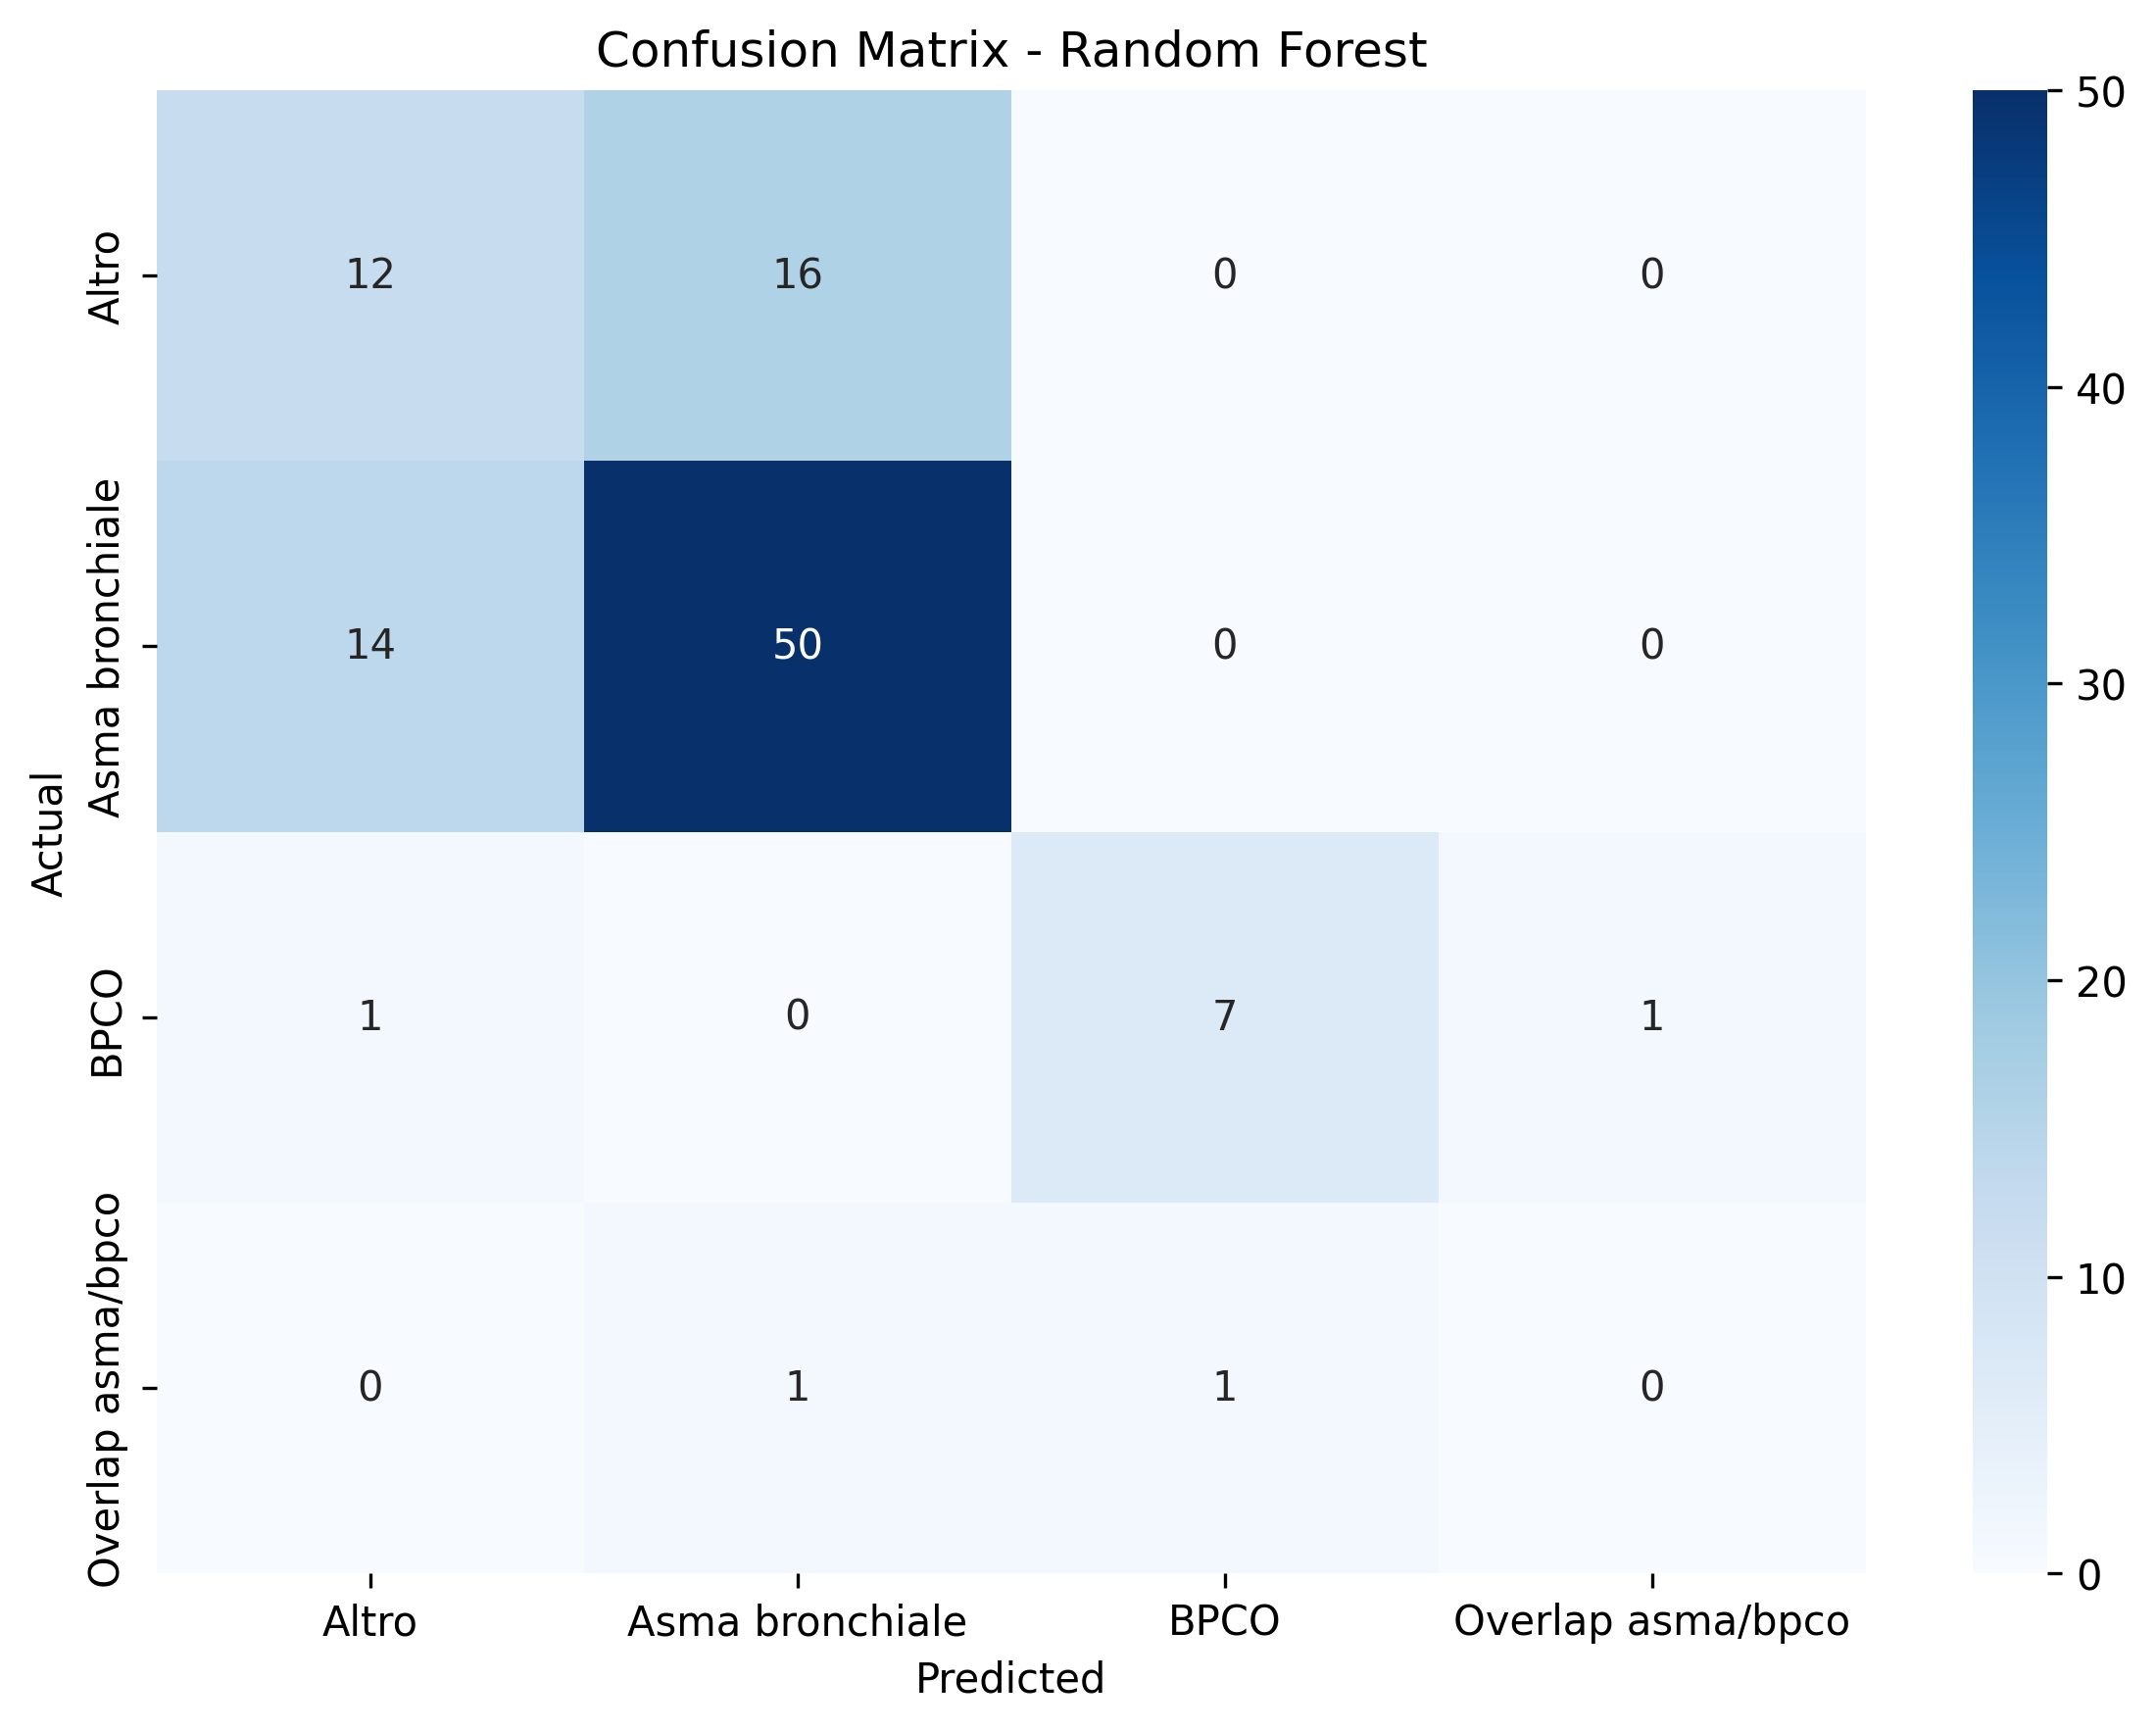 Confusion Matrix - Random Forest
Actual
Altro
12 16 0 0
Asma bronchiale
14 50 0 0
BPCO
1 0 7 1
Overlap asma/bpco
0 1 1 0
Altro Asma bronchiale BPCO Overlap asma/bpco
Predicted
50
40
30
20
10
0